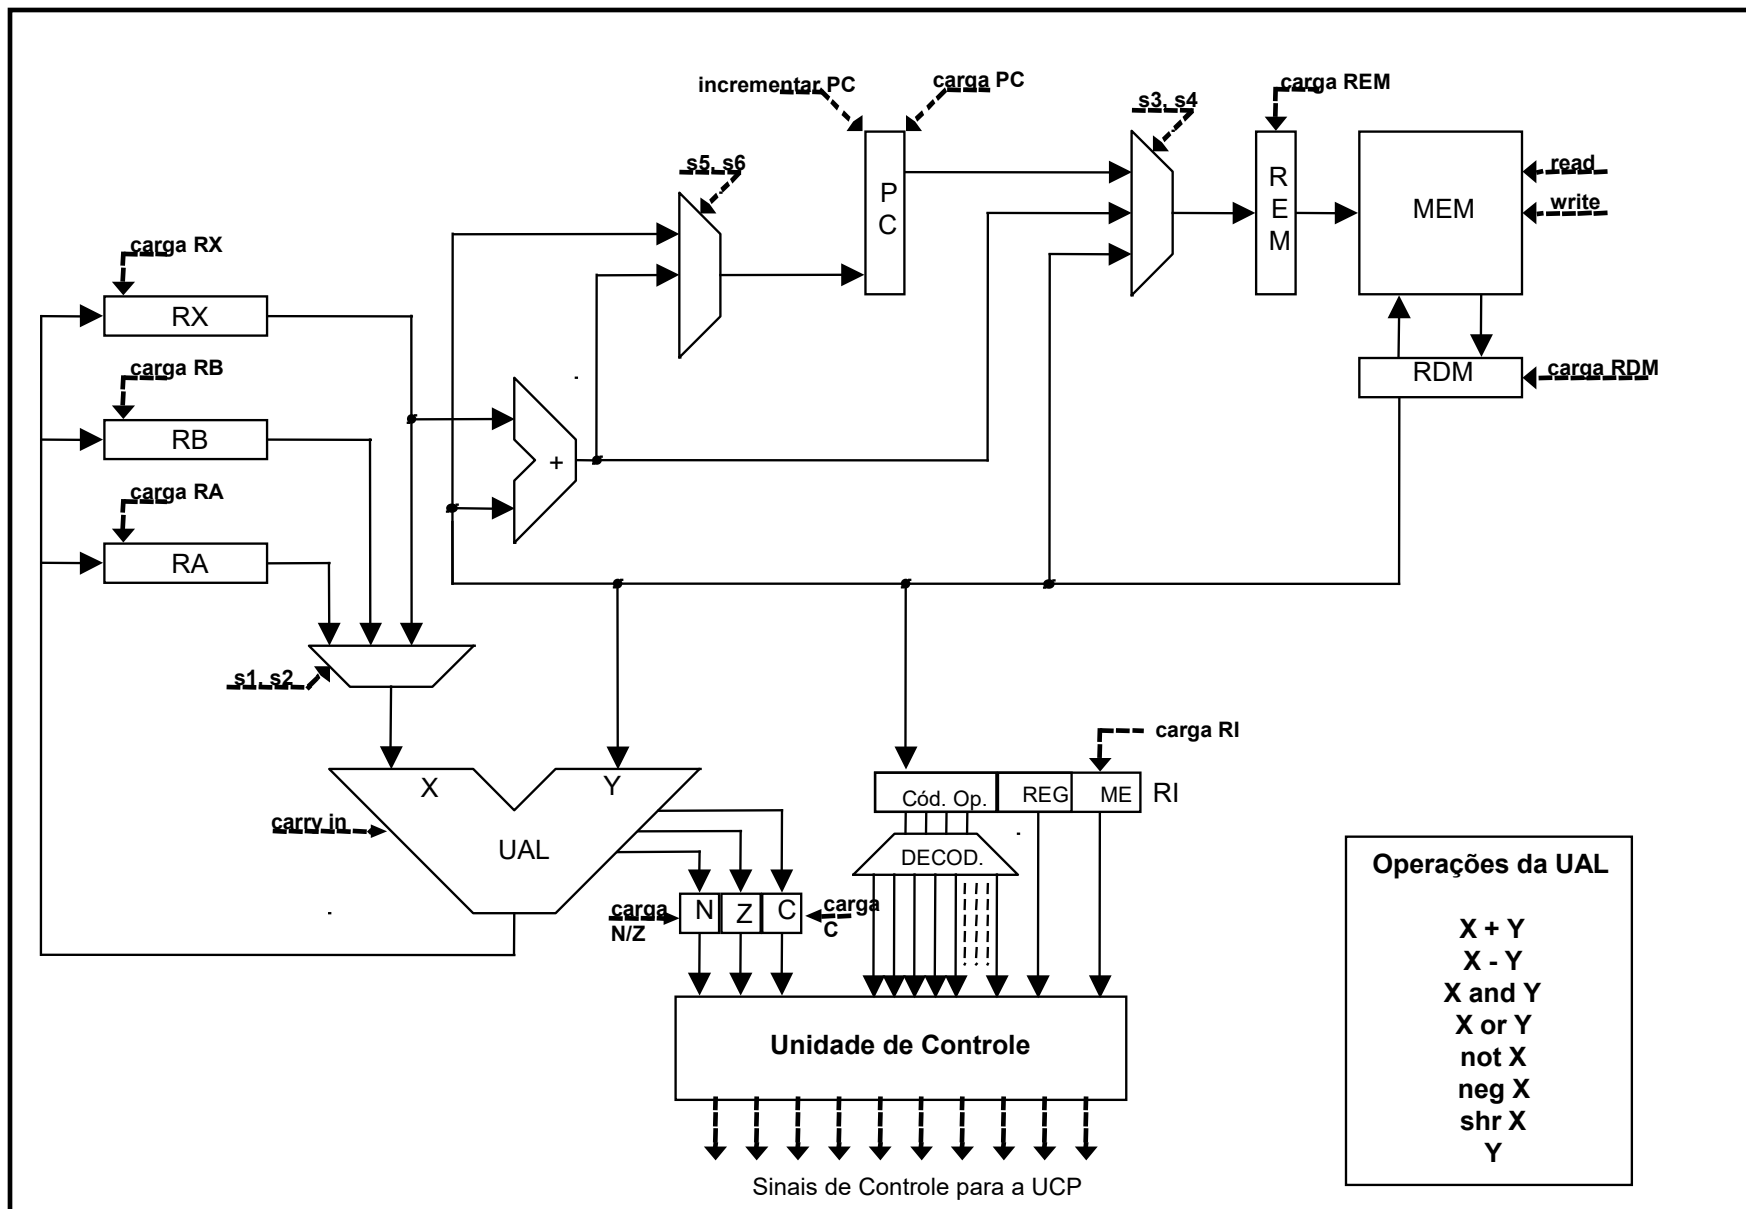 incrementar PC
carga PC
carga REM
s3, s4
s5, s6
P
C
R
E
M
MEM
read
write
carga RX
RX
carga RB
RB
carga RA
RA
RDM
carga RDM
+
s1, s2
X
Y
carry in
UAL
carga RI
Cód. Op.
REG
ME
RI
DECOD.
carga
N/Z
N
Z
C
carga
C
Unidade de Controle
Sinais de Controle para a UCP
Operações da UAL
X + Y
X - Y
X and Y
X or Y
not X
neg X
shr X
Y